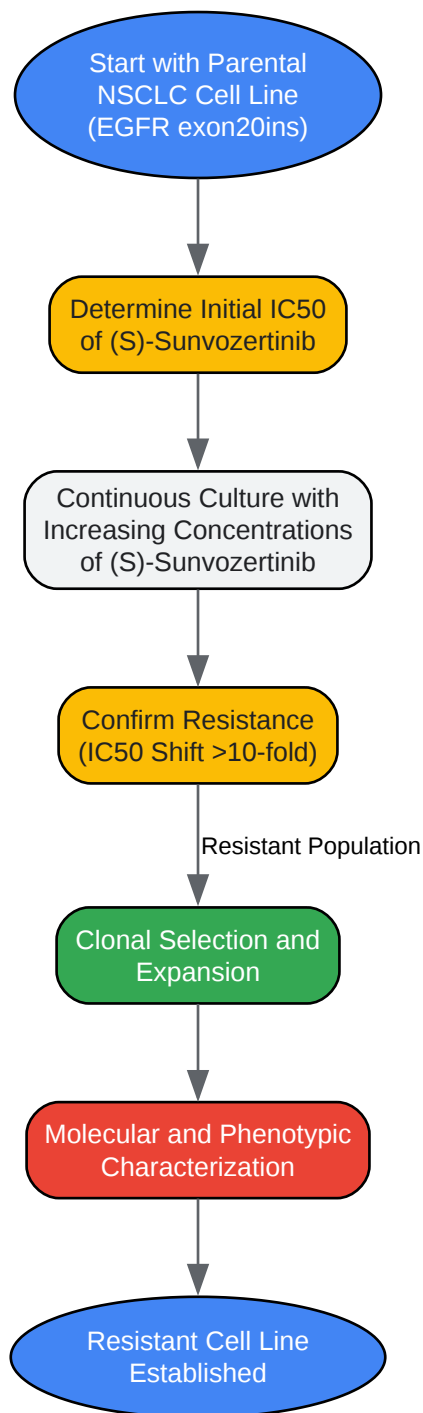 Start with Parental
NSCLC Cell Line
(EGFR exon20ins)
Determine Initial IC50
of (S)-Sunvozertinib
Continuous Culture with
Increasing Concentrations
of (S)-Sunvozertinib
Confirm Resistance
(IC50 Shift >10-fold)
Resistant Population
Clonal Selection and
Expansion
Molecular and Phenotypic
Characterization
Resistant Cell Line
Established